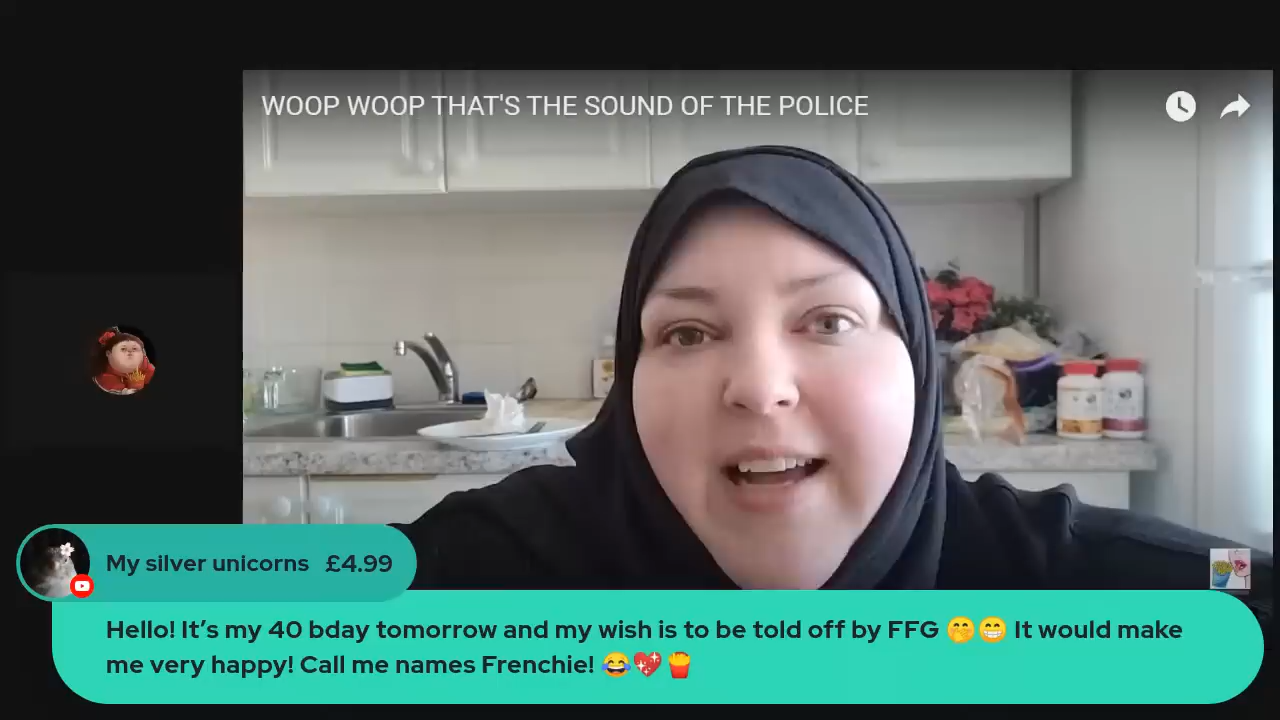 WOOP WOOP THAT'S THE SOUND OF THE POLICE
My silver unicorns £4.99
Hello! It’s my 40 bday tomorrow and my wish is to be told off by FFG 🤭😁 It would make
me very happy! Call me names Frenchie! 😂💖🍟